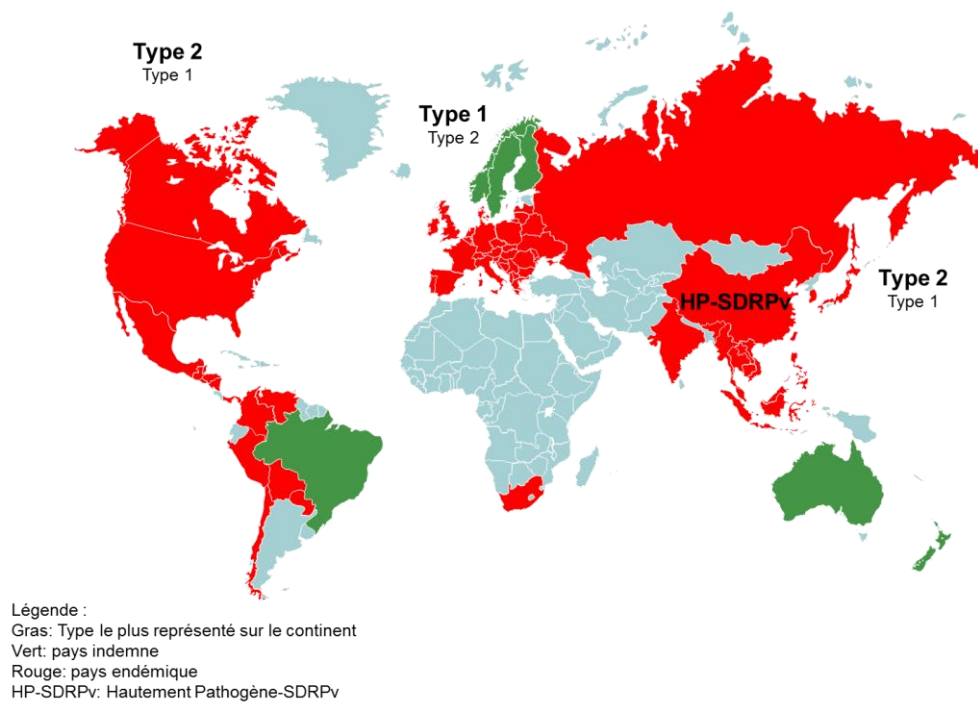 Type 2
Type 1
Type 1
Type 2
Type 2
Type 1
HP-SDRPv
Légende :
Gras: Type le plus représenté sur le continent
Vert: pays indemne
Rouge: pays endémique
HP-SDRPv: Hautement Pathogène-SDRPv